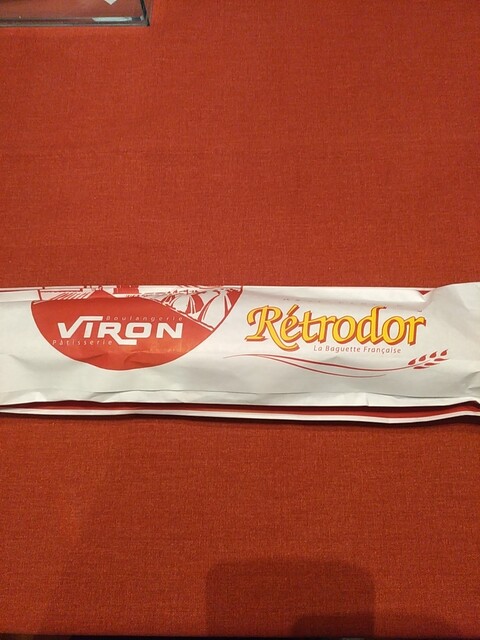 Boulangerie
VIRON
Pâtisserie
Rétrodor
La Baguette Française